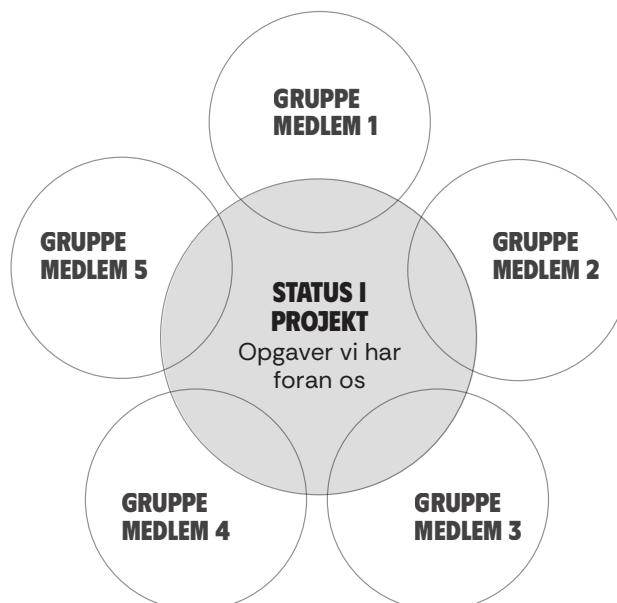 GRUPPE
MEDLEM 1
GRUPPE
MEDLEM 5
GRUPPE
MEDLEM 2
STATUS I
PROJEKT
Opgaver vi har
foran os
GRUPPE
MEDLEM 4
GRUPPE
MEDLEM 3